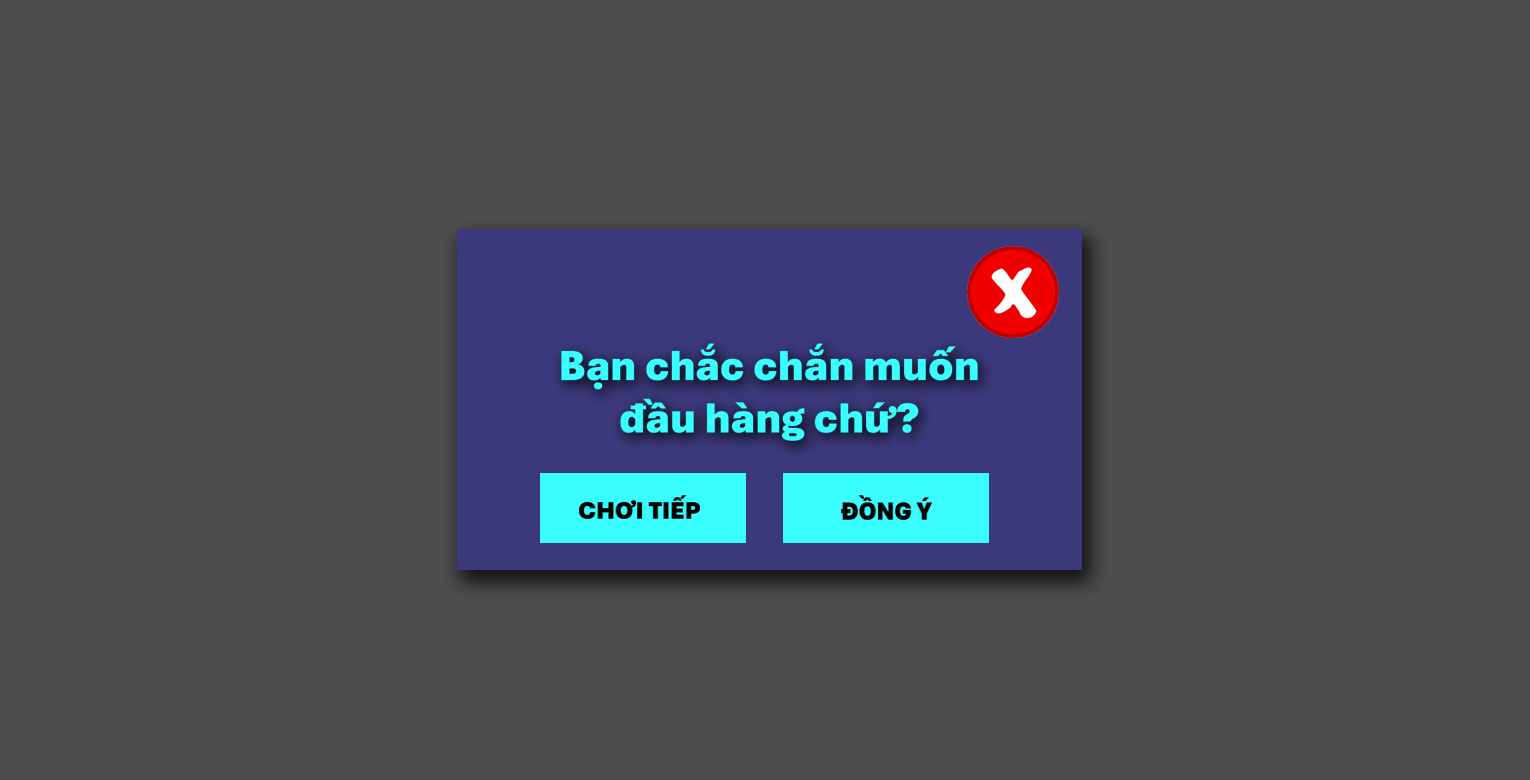 Bạn chắc chắn muốn
đầu hàng chứ?
CHƠI TIẾP
ĐỒNG Ý